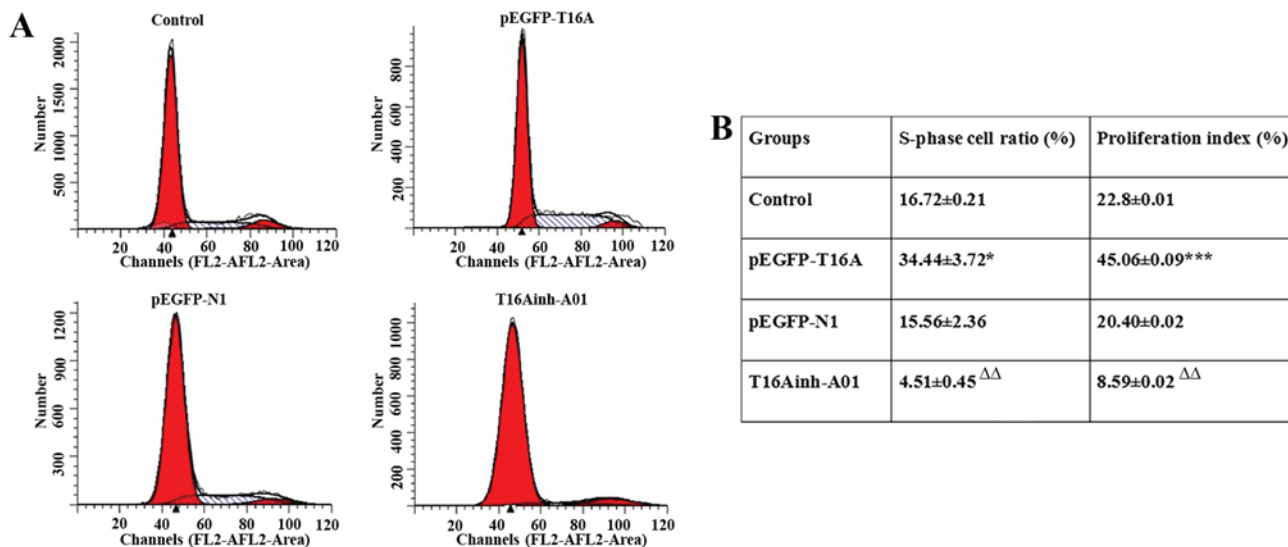 A
Control
Number
2000
1500
1000
500
20 40 60 80 100 120
Channels (FL2-AFL2-Area)
pEGFP-T16A
Number
800
600
400
200
20 40 60 80 100 120
Channels (FL2-AFL2-Area)
pEGFP-N1
Number
1200
900
600
300
20 40 60 80 100 120
Channels (FL2-AFL2-Area)
T16Ainh-A01
Number
1000
800
600
400
200
0
20 40 60 80 100 120
Channels (FL2-AFL2-Area)
B
Groups S-phase cell ratio (%) Proliferation index (%)
Control 16.72±0.21 22.8±0.01
pEGFP-T16A 34.44±3.72* 45.06±0.09***
pEGFP-N1 15.56±2.36 20.40±0.02
T16Ainh-A01 4.51±0.45 ΔΔ 8.59±0.02 ΔΔ